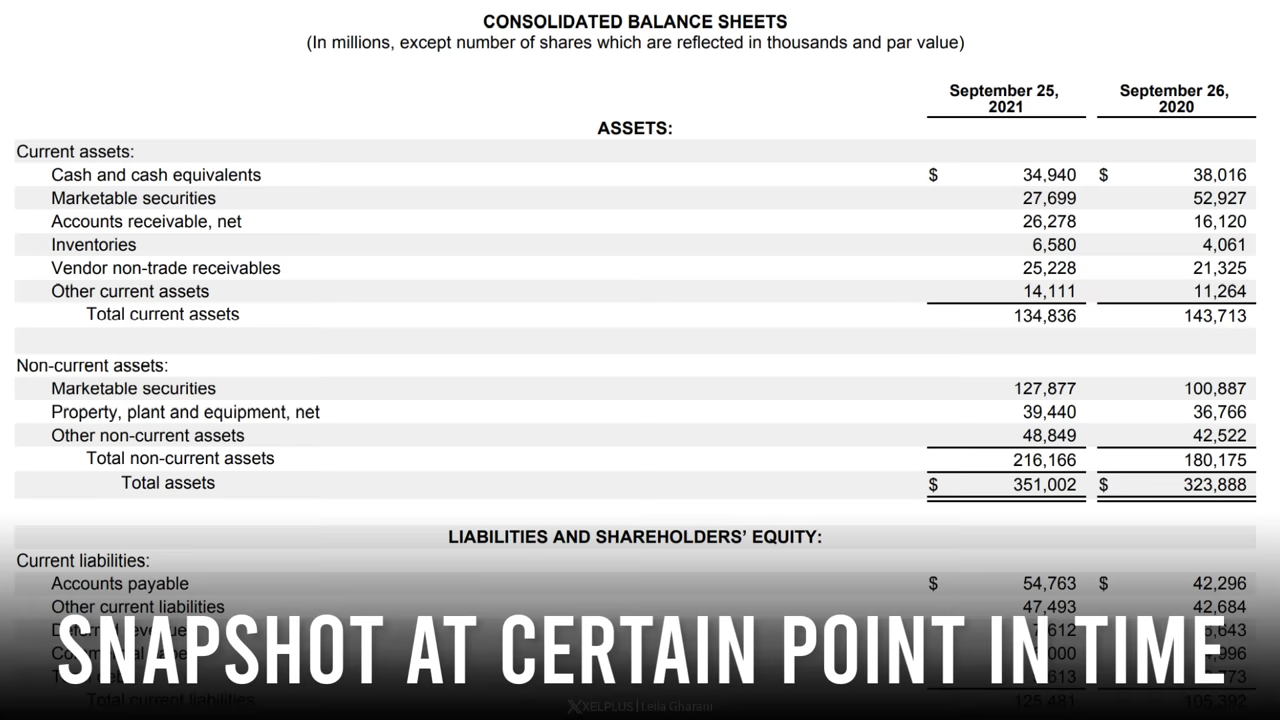 CONSOLIDATED BALANCE SHEETS
(In millions, except number of shares which are reflected in thousands and par value)
September 25, 2021 September 26, 2020
ASSETS:
Current assets:
Cash and cash equivalents $ 34,940 $ 38,016
Marketable securities 27,699 52,927
Accounts receivable, net 26,278 16,120
Inventories 6,580 4,061
Vendor non-trade receivables 25,228 21,325
Other current assets 14,111 11,264
Total current assets 134,836 143,713
Non-current assets:
Marketable securities 127,877 100,887
Property, plant and equipment, net 39,440 36,766
Other non-current assets 48,849 42,522
Total non-current assets 216,166 180,175
Total assets $ 351,002 $ 323,888
LIABILITIES AND SHAREHOLDERS' EQUITY:
Current liabilities:
Accounts payable $ 54,763 $ 42,296
Other current liabilities 47,493 42,684
SNAPSHOT AT CERTAIN POINT IN TIME
Total current liabilities 125,481 105,392
XELPLUS | Leila Gharani